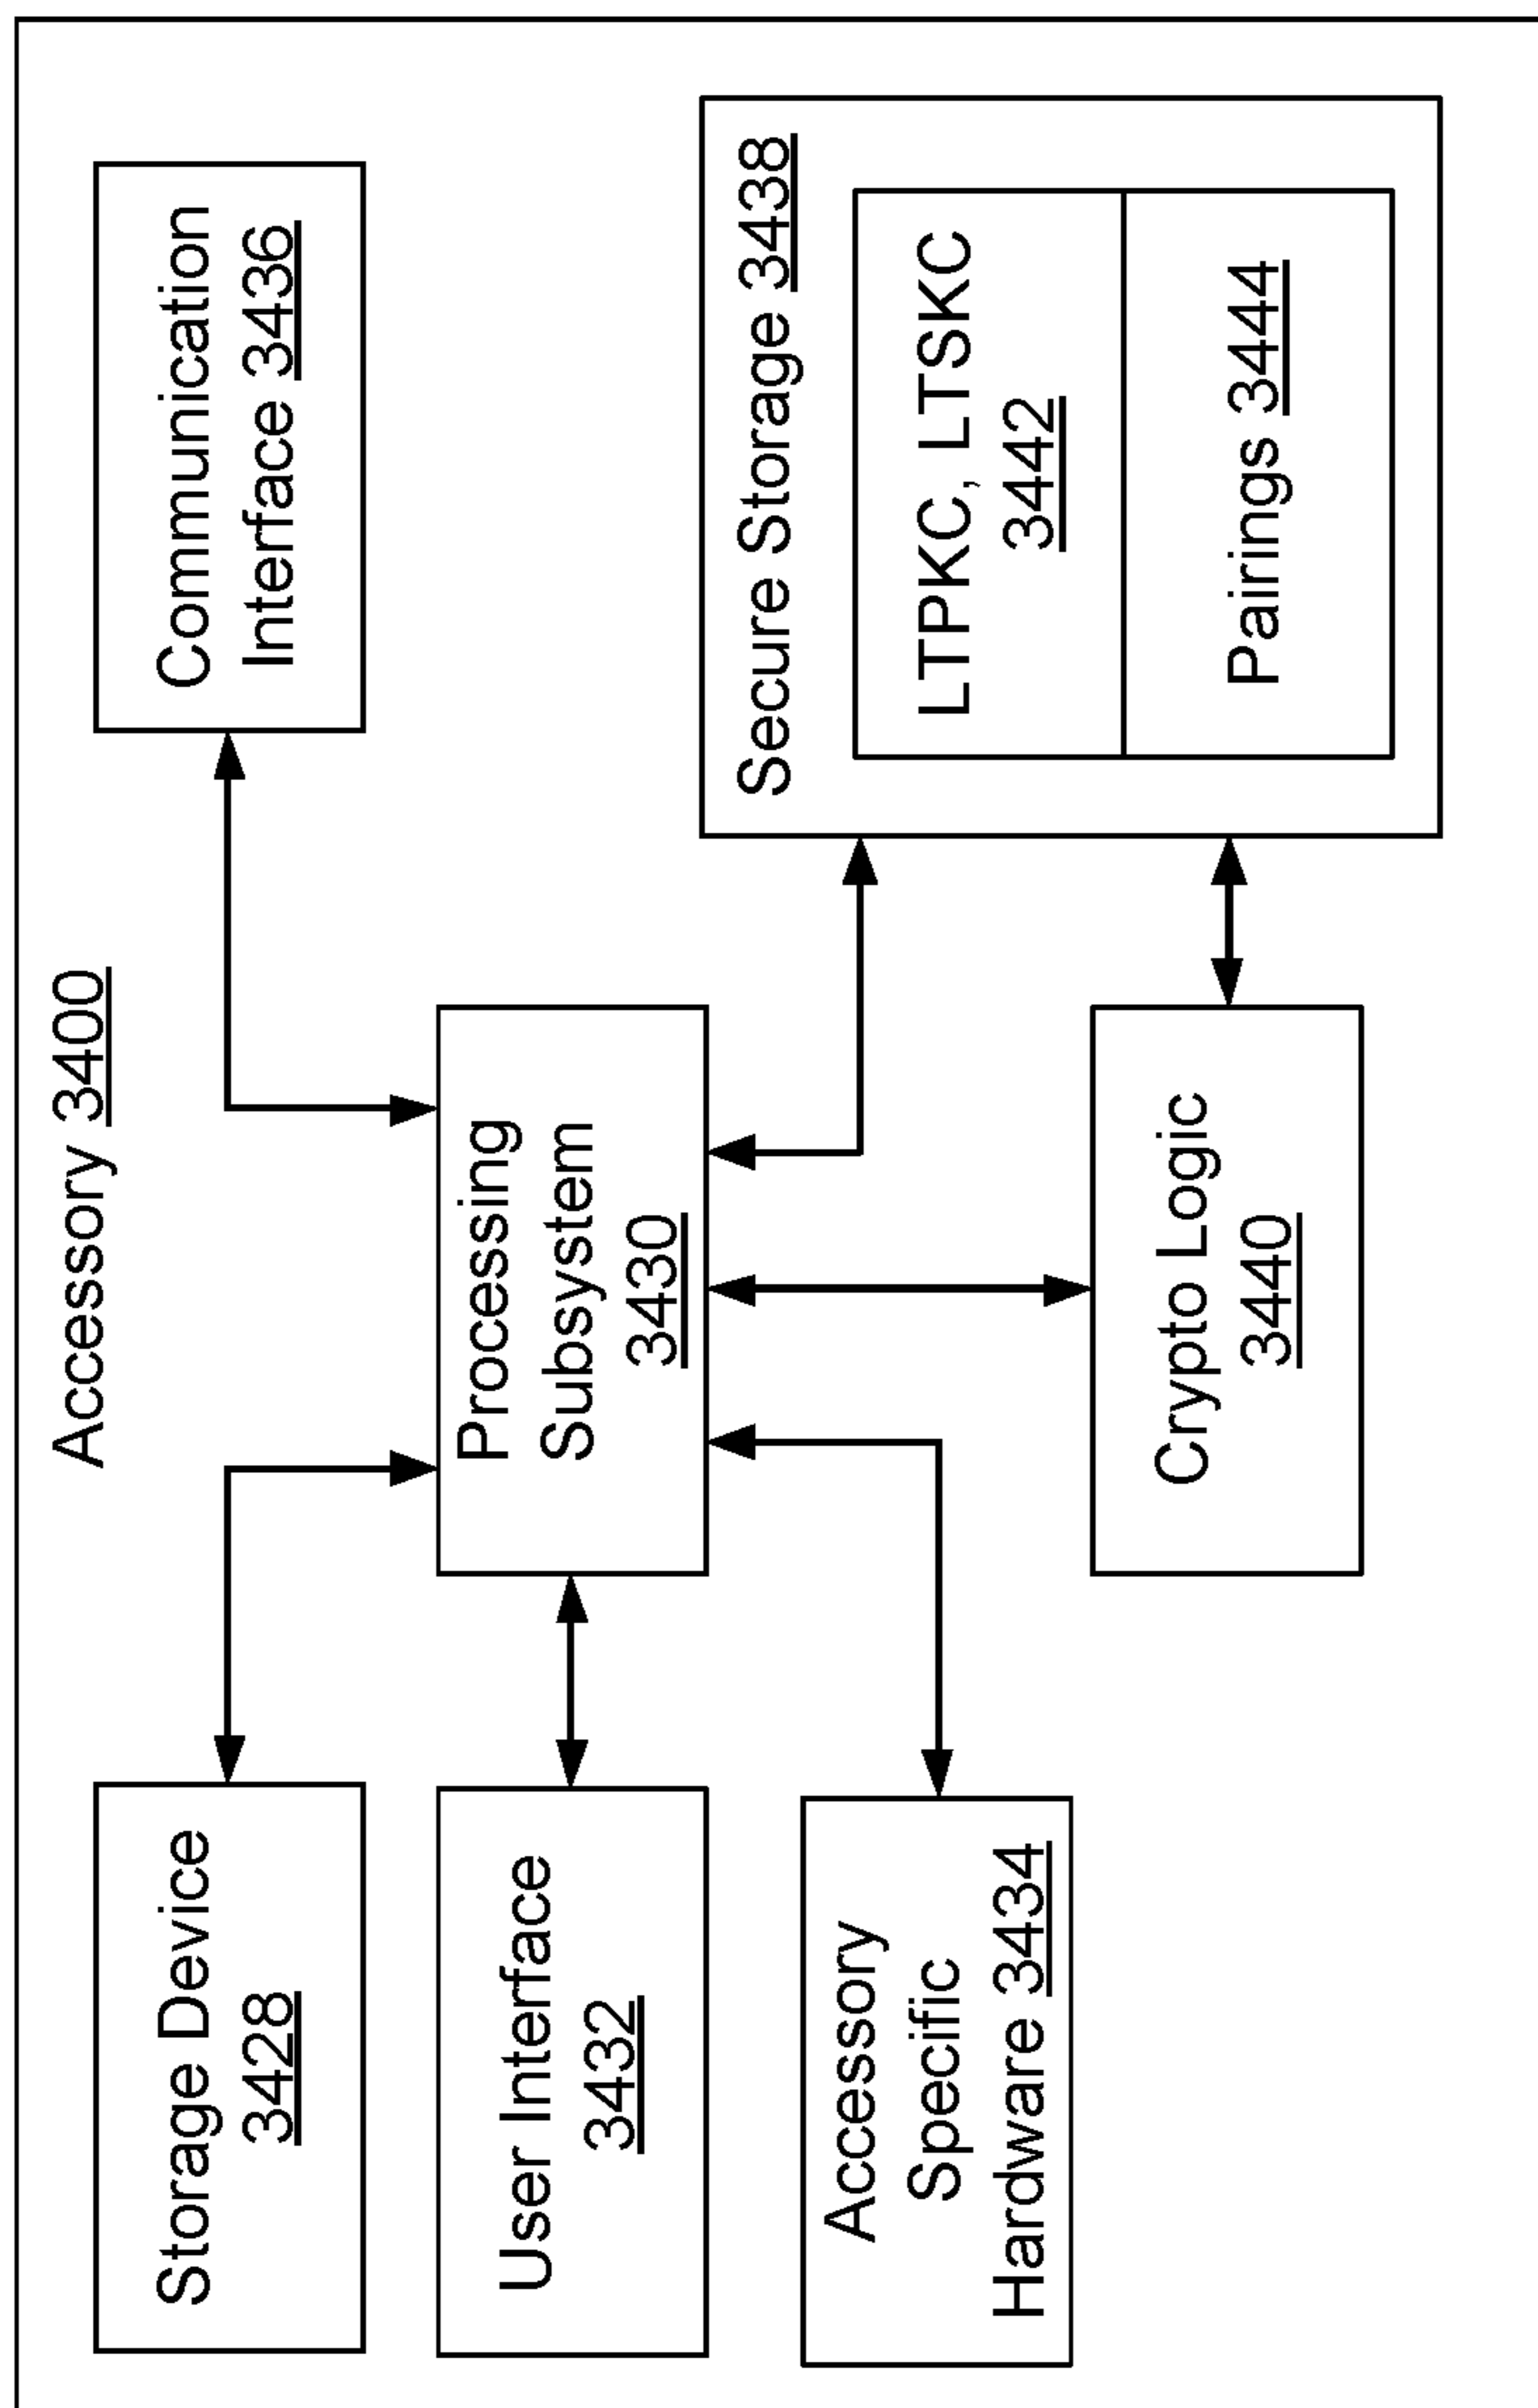 Accessory 3400
Storage Device
3428
Communication
Interface 3436
User Interface
3432
Processing
Subsystem
3430
Secure Storage 3438
LTPKC, LTSKC
3442
Pairings 3444
Accessory
Specific
Hardware 3434
Crypto Logic
3440